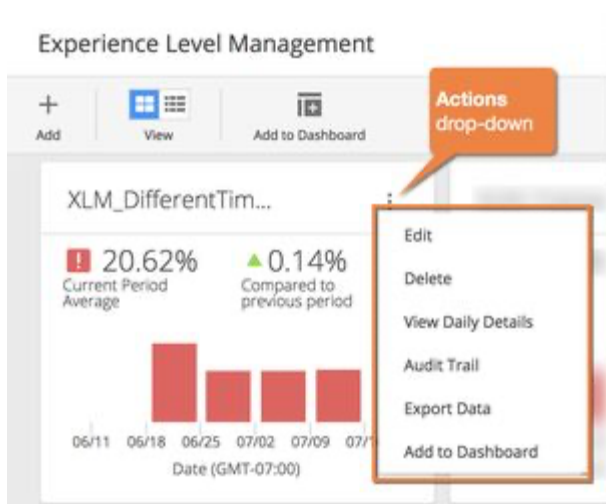 Experience Level Management
Actions
drop-down
Add
View
Add to Dashboard
XLM_DifferentTim...
20.62%
Current Period
Average
0.14%
Compared to
previous period
06/11 06/18 06/25 07/02 07/09
Date (GMT-07:00)
Edit
Delete
View Daily Details
Audit Trail
Export Data
Add to Dashboard